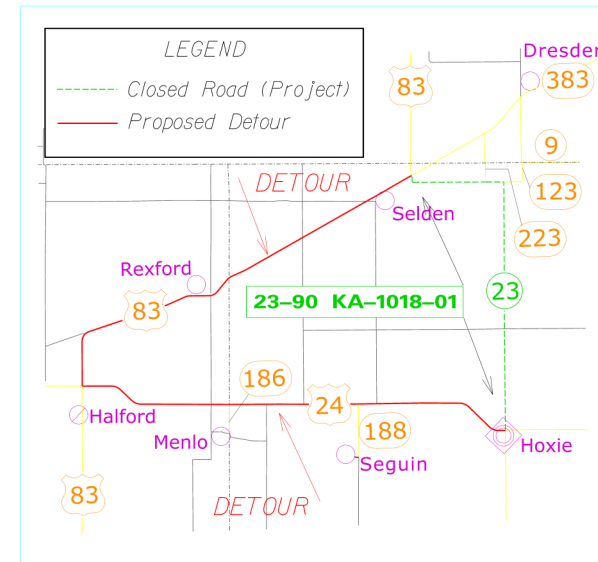 LEGEND
Closed Road (Project)
Proposed Detour
Dresden
83
383
9
DETOUR
123
Selden
223
Rexford
23
83
23–90 KA–1018–01
186
24
Halford
188
Menlo
Hoxie
Seguin
83
DETOUR